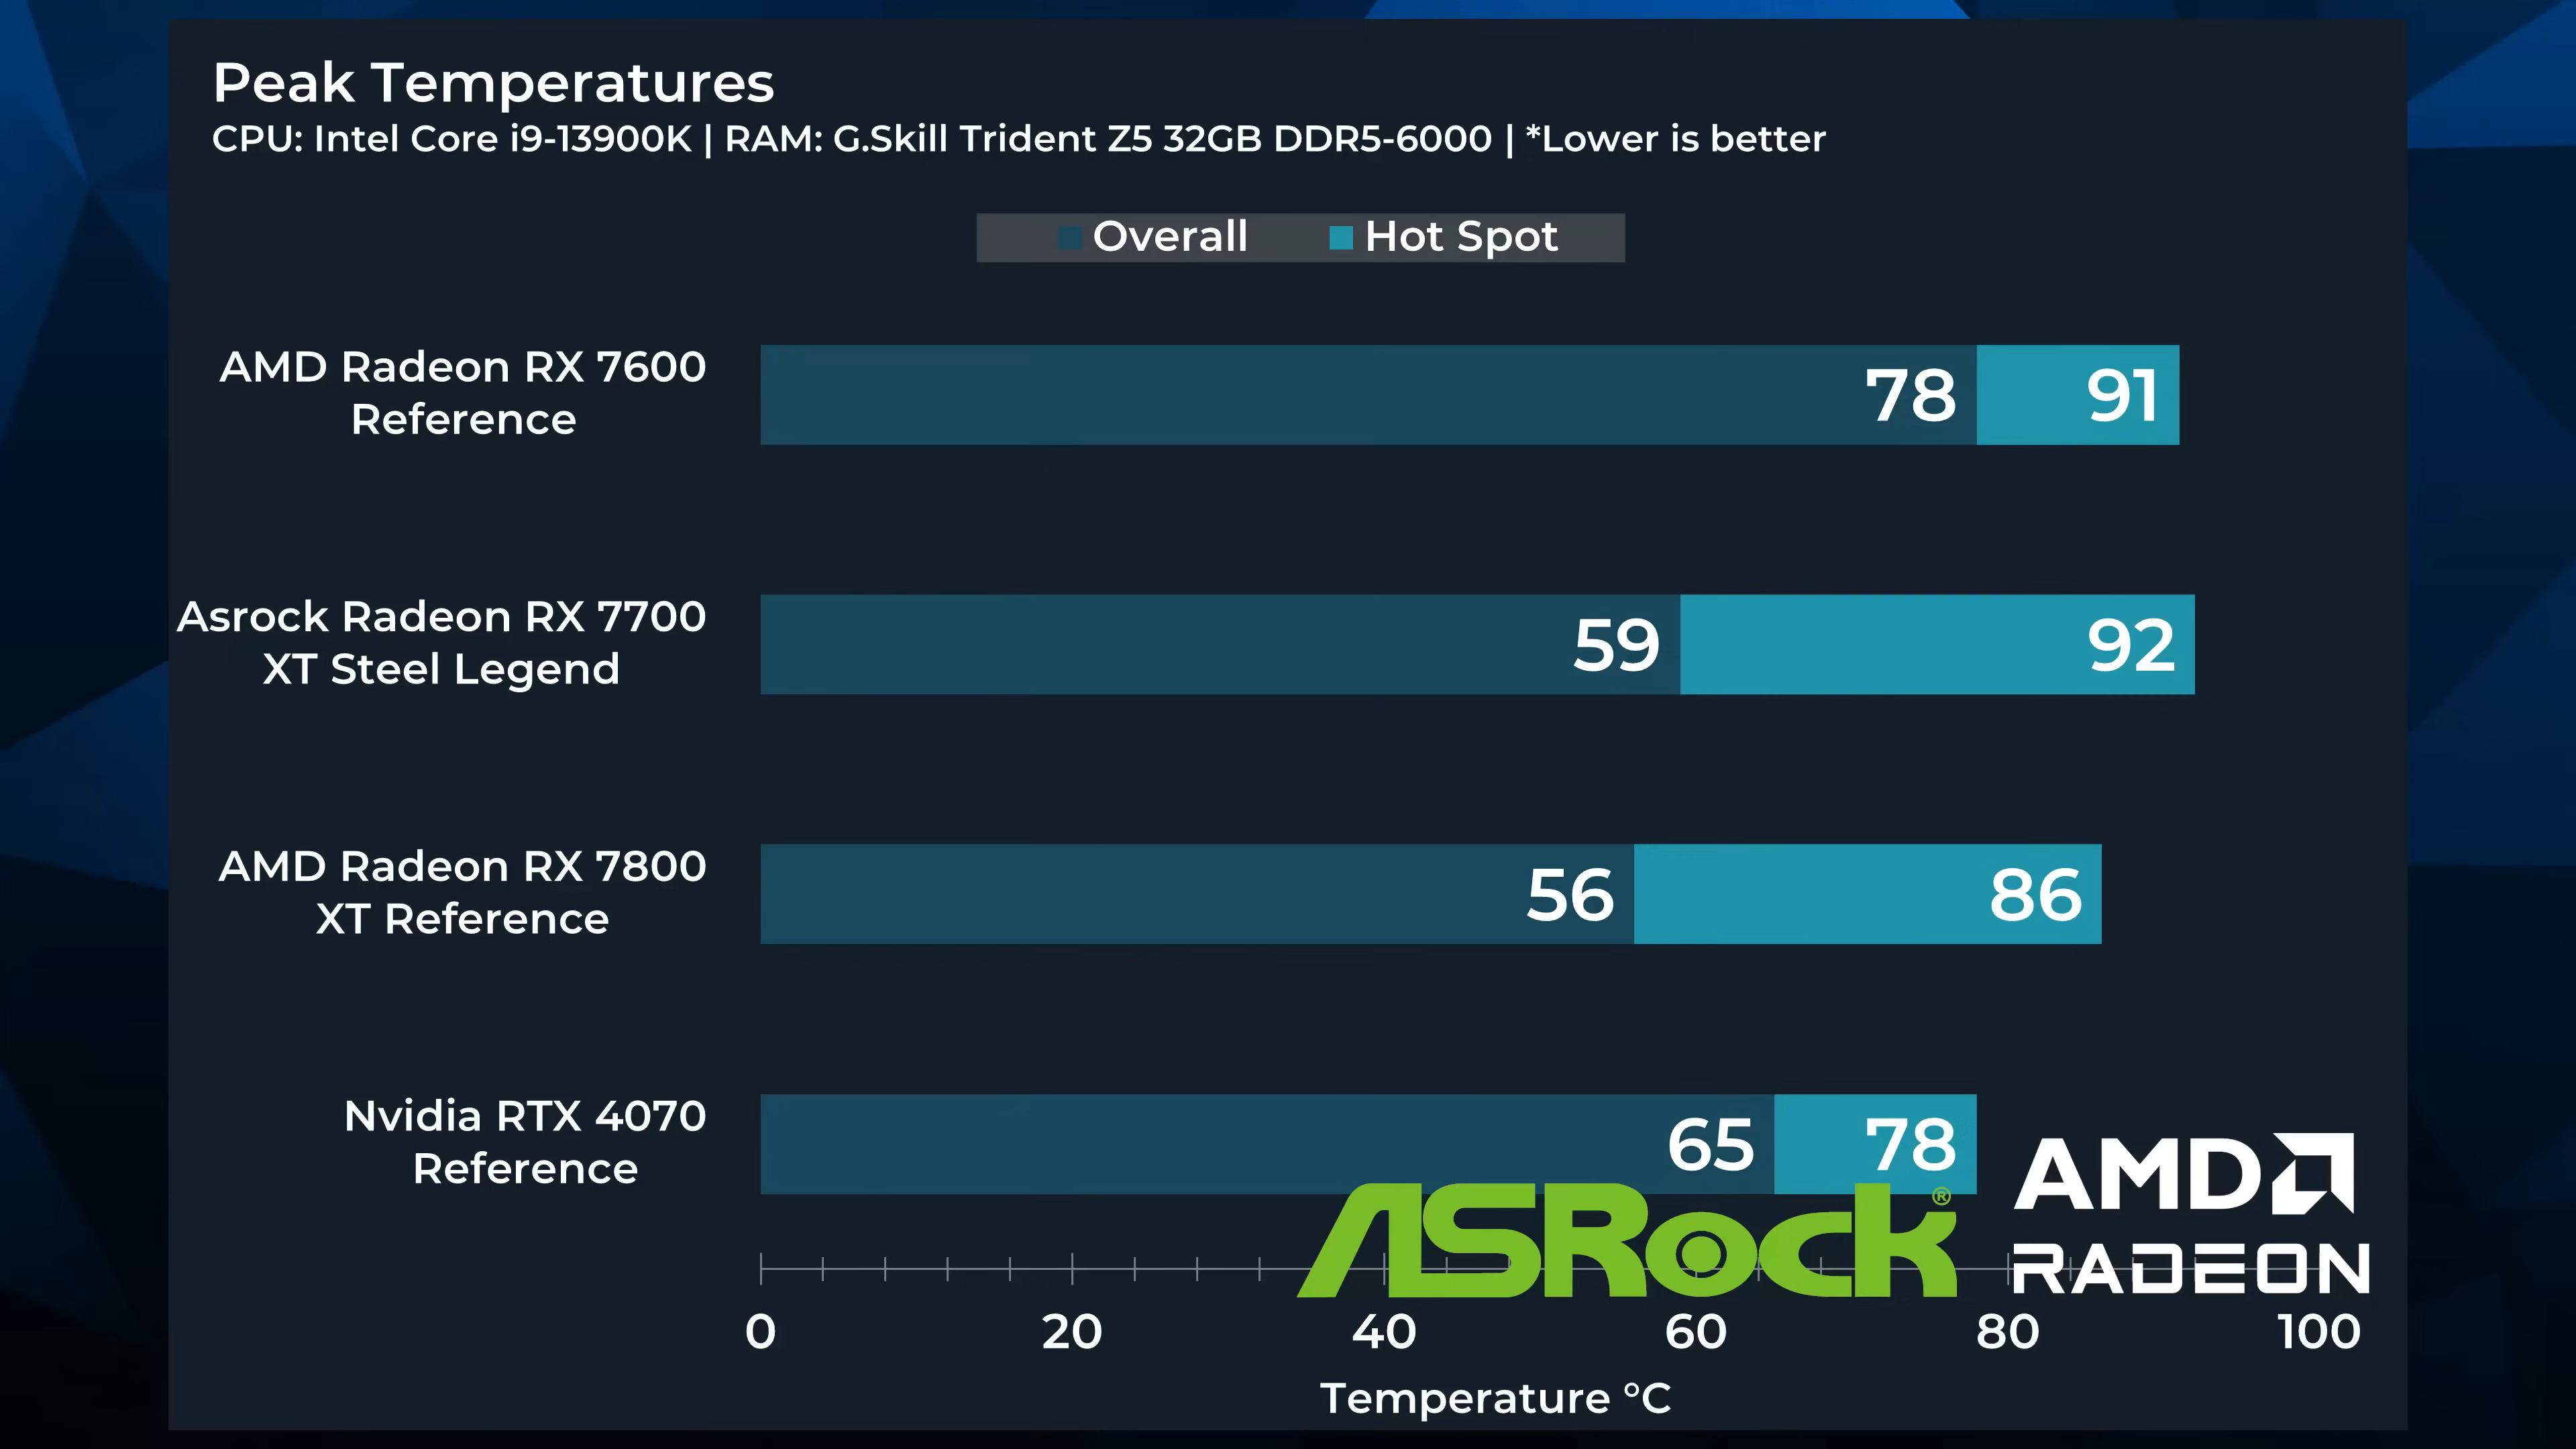 Peak Temperatures
CPU: Intel Core i9-13900K | RAM: G.Skill Trident Z5 32GB DDR5-6000 | *Lower is better
Overall Hot Spot
AMD Radeon RX 7600
Reference
78 91
Asrock Radeon RX 7700
XT Steel Legend
59 92
AMD Radeon RX 7800
XT Reference
56 86
Nvidia RTX 4070
Reference
65 78
ASRock®
AMD
RADEON
0 20 40 60 80 100
Temperature °C